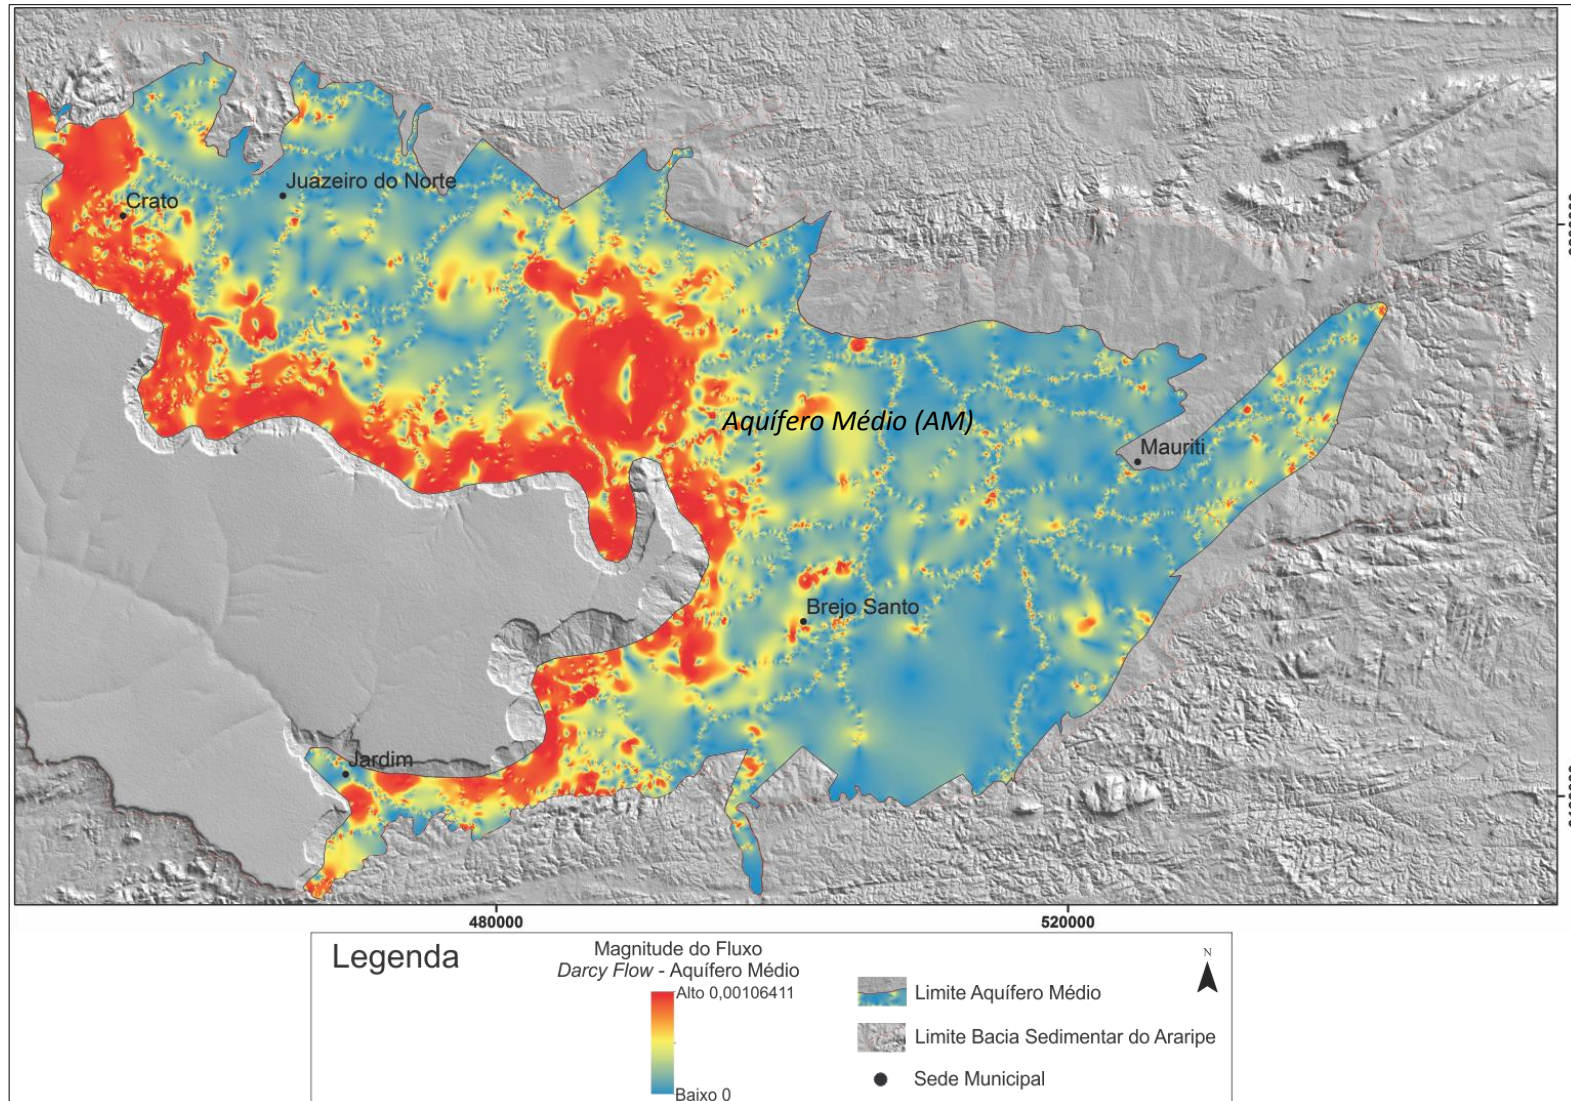 Juazeiro do Norte
Crato
Aquífero Médio (AM)
Mauriti
Brejo Santo
Jardim
480000
520000
Legenda
Magnitude do Fluxo
Darcy Flow - Aquífero Médio
Alto 0,00106411
Baixo 0
N
Limite Aquífero Médio
Limite Bacia Sedimentar do Araripe
Sede Municipal